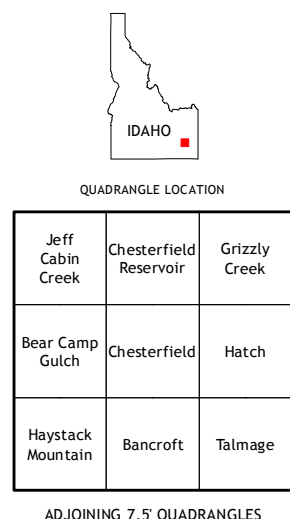 IDAHO
QUADRANGLE LOCATION
Jeff
Cabin
Creek
Chesterfield
Reservoir
Grizzly
Creek
Bear Camp
Gulch
Chesterfield
Hatch
Haystack
Mountain
Bancroft
Talmage
ADJOINING 7.5' QUADRANGLES